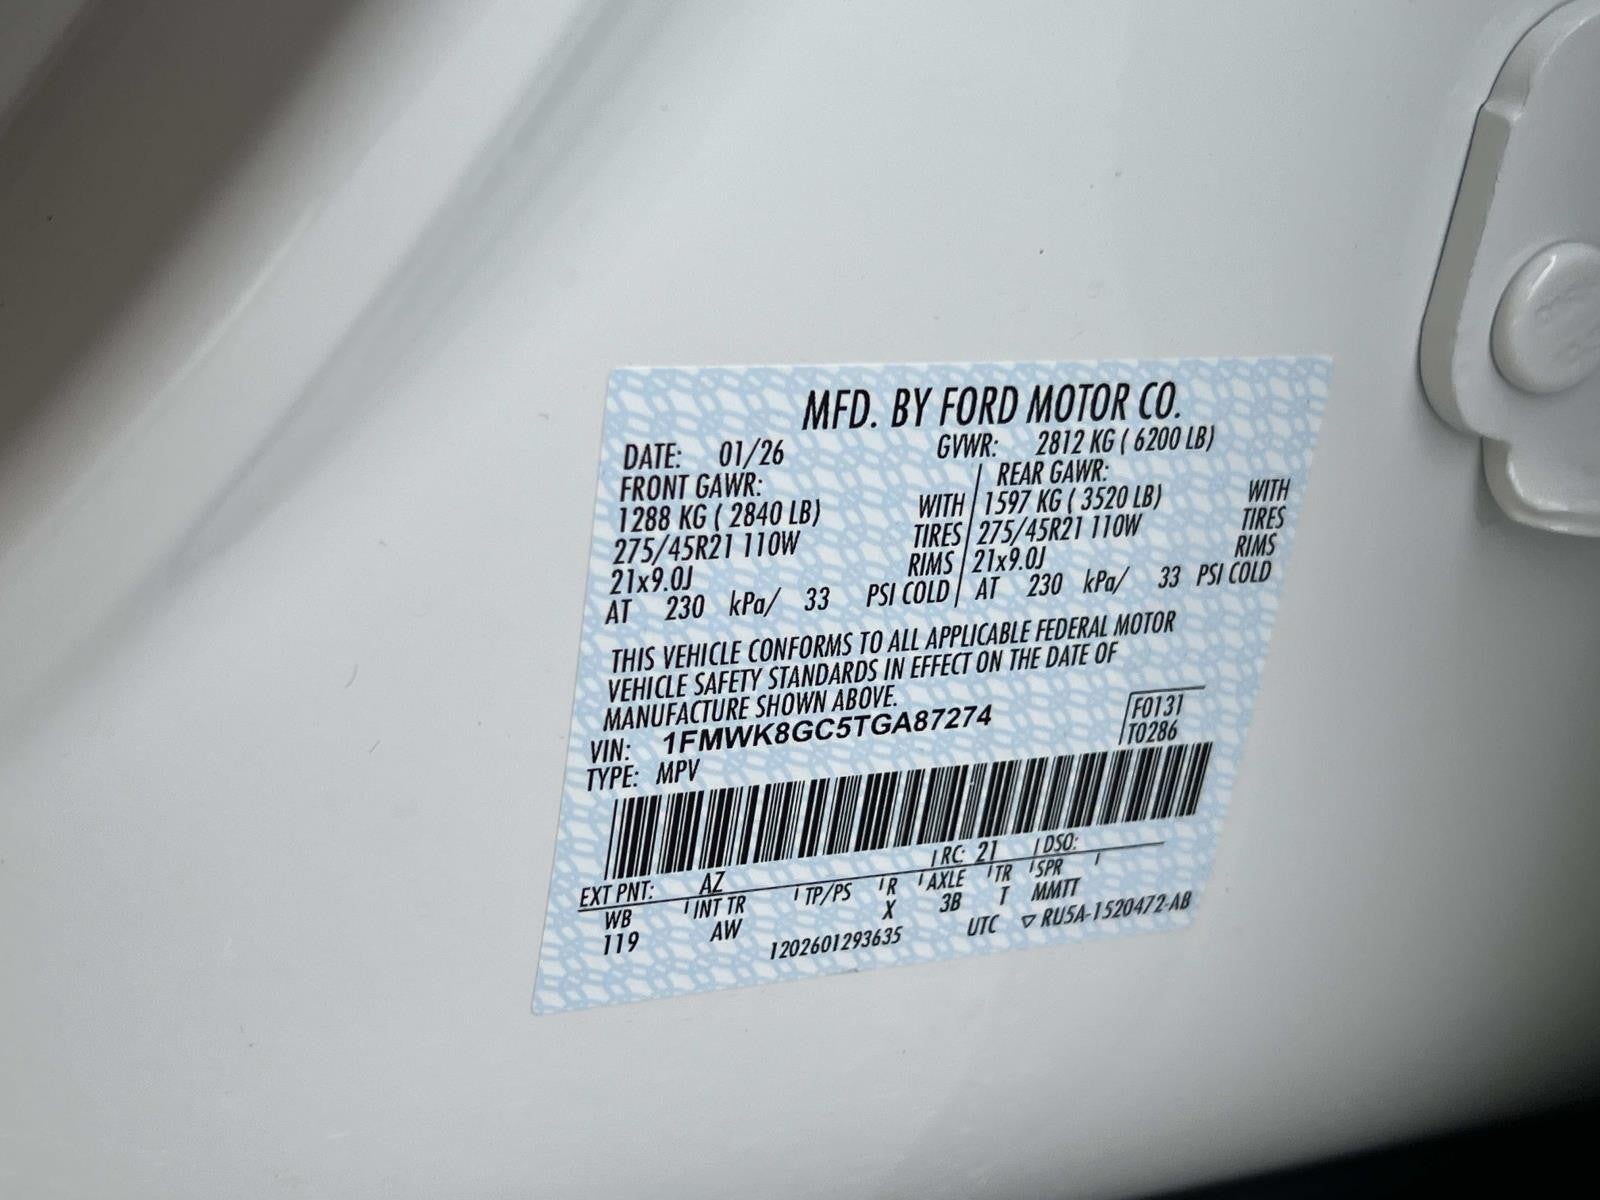 MFD. BY FORD MOTOR CO.
DATE: 01/26 GVWR: 2812 KG ( 6200 LB)
FRONT GAWR: REAR GAWR:
1288 KG ( 2840 LB) WITH 1597 KG ( 3520 LB) WITH
275/45R21 110W TIRES 275/45R21 110W TIRES
21x9.0J RIMS 21x9.0J RIMS
AT 230 kPa/ 33 PSI COLD AT 230 kPa/ 33 PSI COLD
THIS VEHICLE CONFORMS TO ALL APPLICABLE FEDERAL MOTOR
VEHICLE SAFETY STANDARDS IN EFFECT ON THE DATE OF
MANUFACTURE SHOWN ABOVE.
VIN: 1FMWK8GC5TGA87274 F0131
TYPE: MPV T0286
EXT PNT: AZ RC: 21 DSO:
WB INT TR TP/PS R AXLE TR SPR
119 AW X 3B T MMTT
1202601293635 UTC ▽ RU5A-1520472-AB